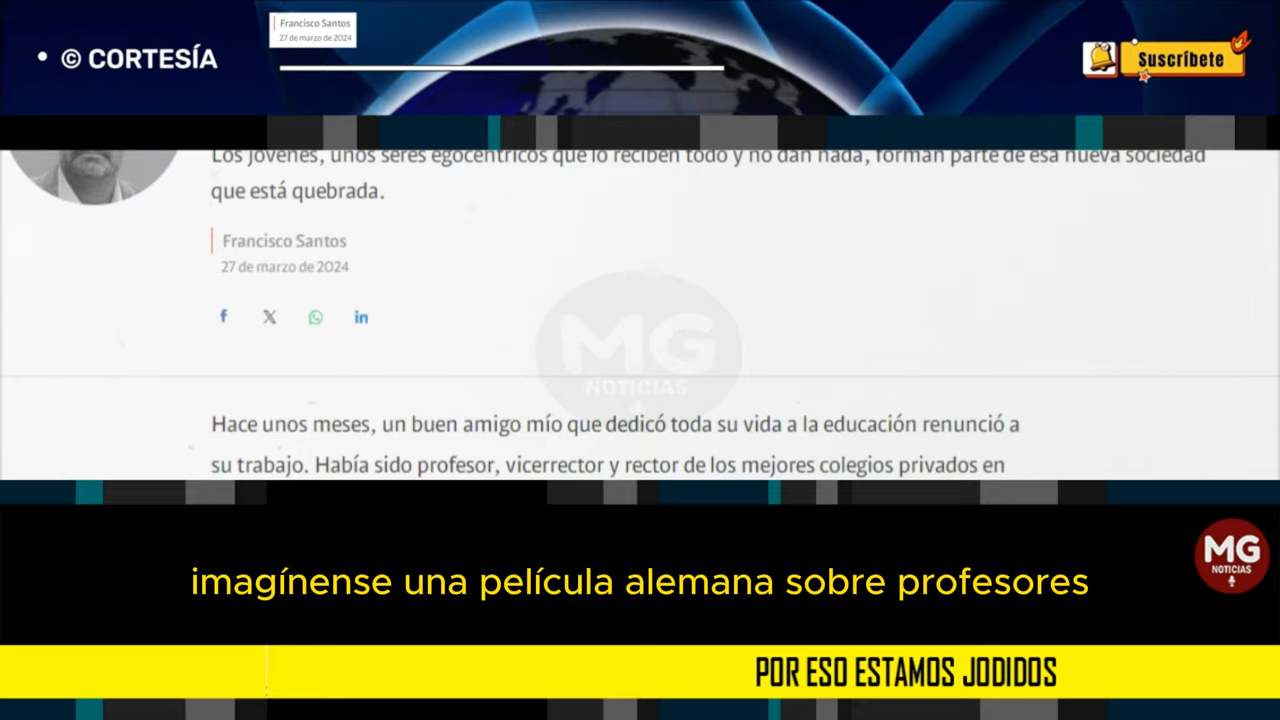 Francisco Santos
27 de marzo de 2024
• © CORTESÍA
Suscríbete
Los jóvenes, unos seres egocéntricos que lo reciben todo y no dan nada, forman parte de esa nueva sociedad
que está quebrada.
Francisco Santos
27 de marzo de 2024
f X in
MG
NOTICIAS
Hace unos meses, un buen amigo mío que dedicó toda su vida a la educación renunció a
su trabajo. Había sido profesor, vicerrector y rector de los mejores colegios privados en
MG
NOTICIAS
imagínense una película alemana sobre profesores
POR ESO ESTAMOS JODIDOS